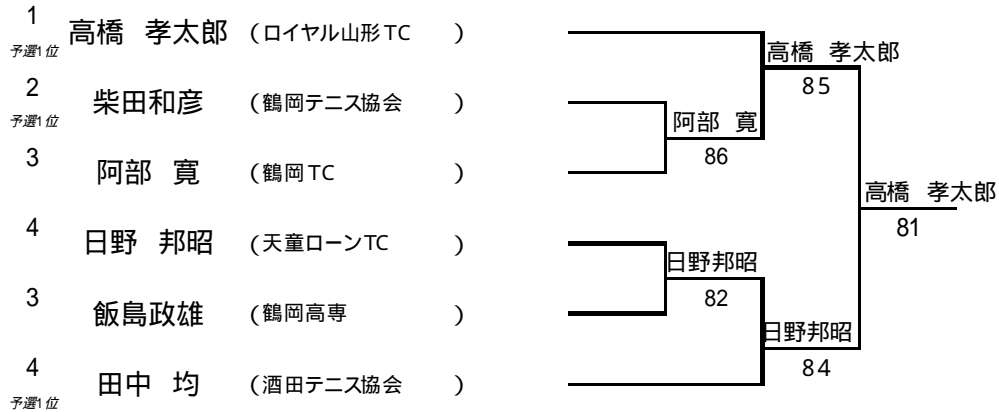 1 高橋 孝太郎 (ロイヤル山形TC )
予選1位
高橋 孝太郎
85
2 柴田和彦 (鶴岡テニス協会 )
予選1位
阿部 寛
86
3 阿部 寛 (鶴岡TC )
高橋 孝太郎
81
4 日野 邦昭 (天童ローンTC )
日野邦昭
82
3 飯島政雄 (鶴岡高専 )
日野邦昭
84
4 田中 均 (酒田テニス協会 )
予選1位